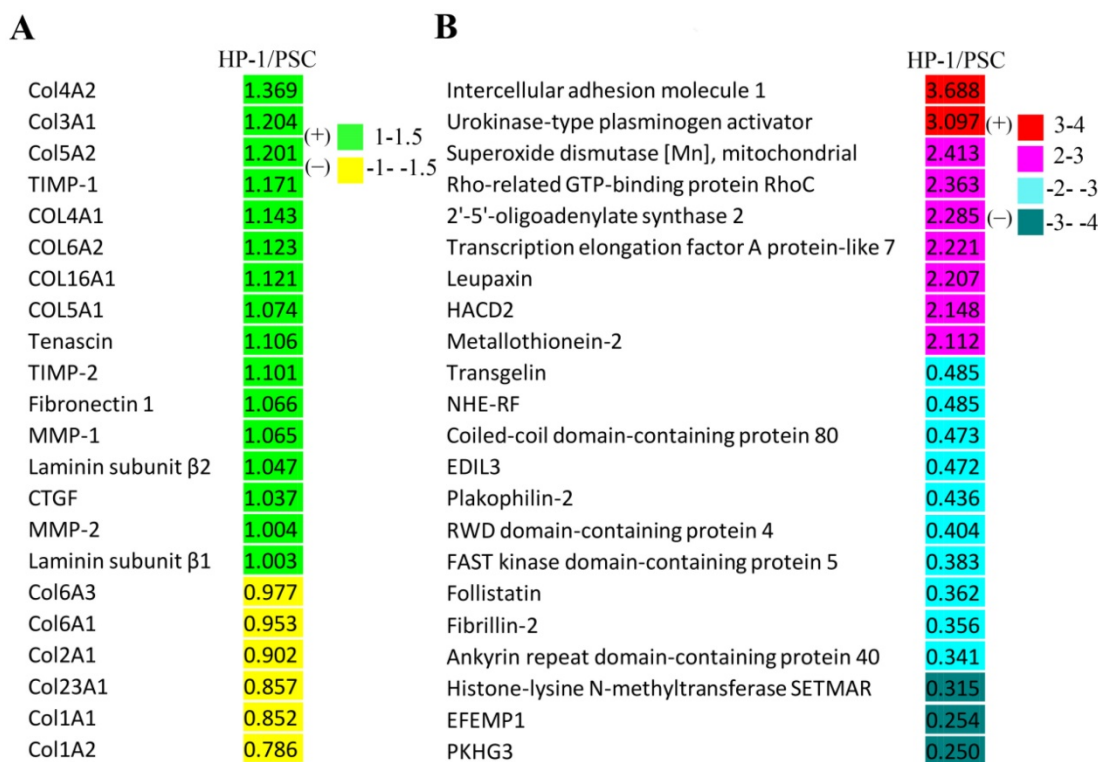 A
HP-1/PSC
Col4A2 1.369
Col3A1 1.204
Col5A2 1.201
TIMP-1 1.171
COL4A1 1.143
COL6A2 1.123
COL16A1 1.121
COL5A1 1.074
Tenascin 1.106
TIMP-2 1.101
Fibronectin 1 1.066
MMP-1 1.065
Laminin subunit β2 1.047
CTGF 1.037
MMP-2 1.004
Laminin subunit β1 1.003
Col6A3 0.977
Col6A1 0.953
Col2A1 0.902
Col23A1 0.857
Col1A1 0.852
Col1A2 0.786
(+) 1-1.5
(−) -1- -1.5
B
HP-1/PSC
Intercellular adhesion molecule 1 3.688
Urokinase-type plasminogen activator 3.097
Superoxide dismutase [Mn], mitochondrial 2.413
Rho-related GTP-binding protein RhoC 2.363
2'-5'-oligoadenylate synthase 2 2.285
Transcription elongation factor A protein-like 7 2.221
Leupaxin 2.207
HACD2 2.148
Metallothionein-2 2.112
Transgelin 0.485
NHE-RF 0.485
Coiled-coil domain-containing protein 80 0.473
EDIL3 0.472
Plakophilin-2 0.436
RWD domain-containing protein 4 0.404
FAST kinase domain-containing protein 5 0.383
Follistatin 0.362
Fibrillin-2 0.356
Ankyrin repeat domain-containing protein 40 0.341
Histone-lysine N-methyltransferase SETMAR 0.315
EFEMP1 0.254
PKHG3 0.250
(+) 3-4
2-3
(−) -2- -3
-3- -4